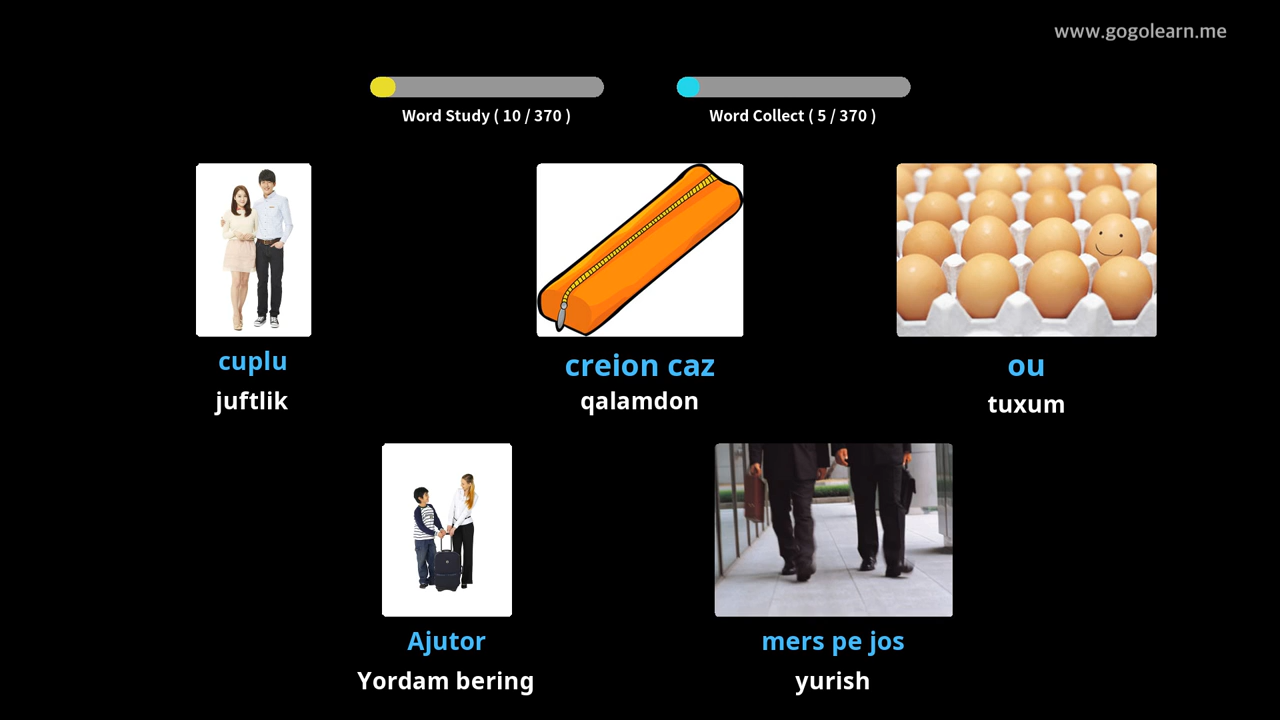 www.gogolearn.me
Word Study ( 10 / 370 )
Word Collect ( 5 / 370 )
cuplu
juftlik
creion caz
qalamdon
ou
tuxum
Ajutor
Yordam bering
mers pe jos
yurish